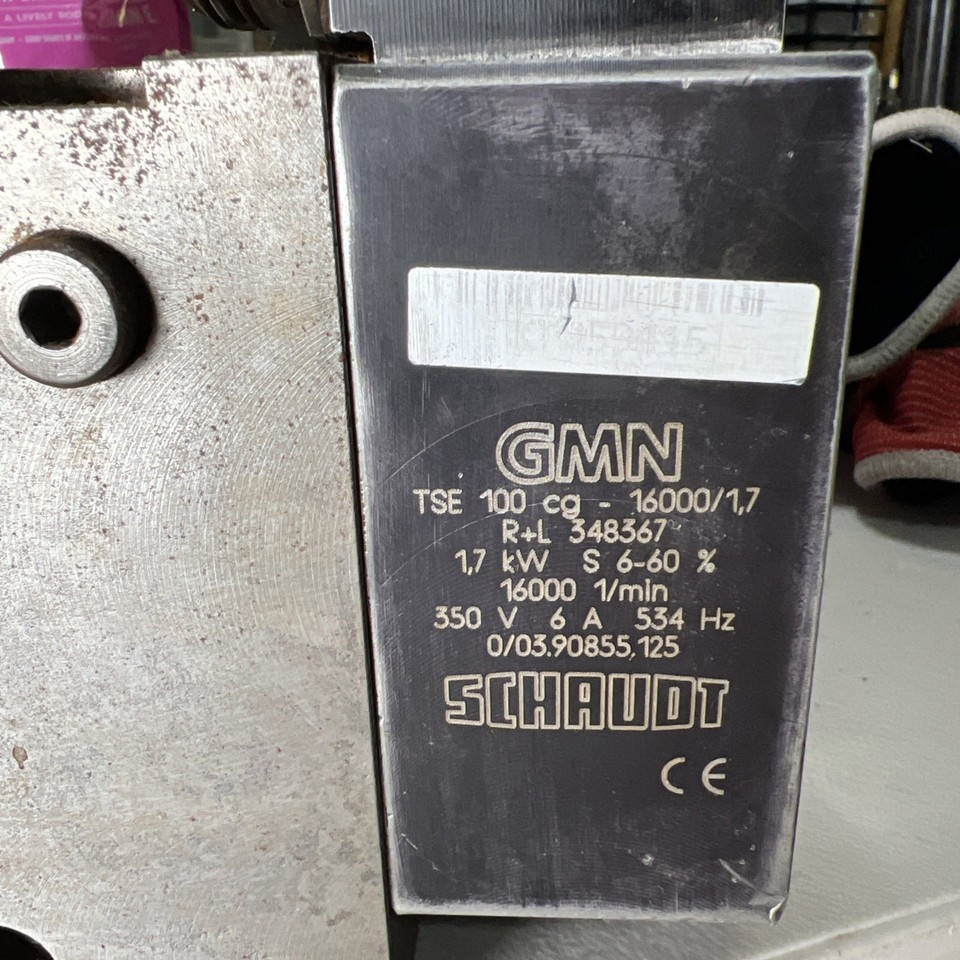 A LIVELY
GMN
TSE 100 cg - 16000/1,7
R+L 348367
1,7 kW S 6-60 %
16000 1/min
350 V 6 A 534 Hz
0/03.90855,125
SCHAUDT
CE